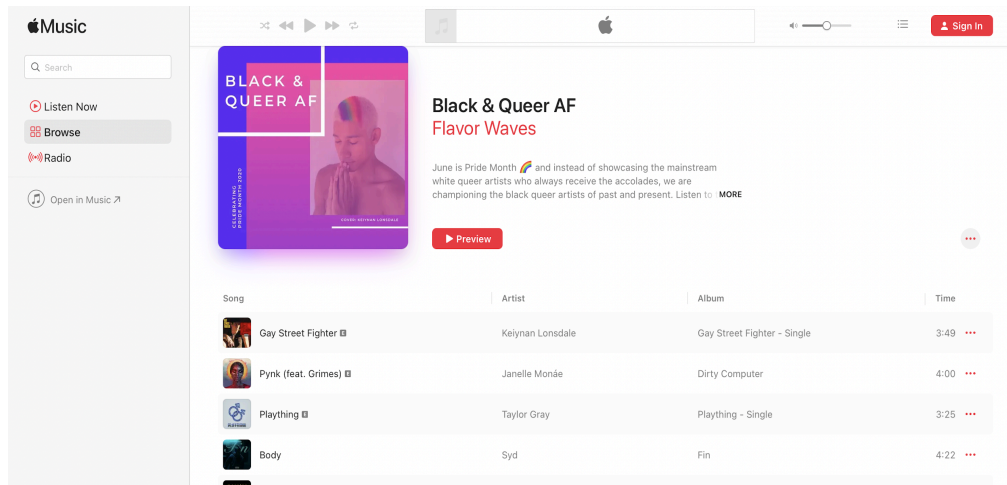 Music
Sign In
Search
Listen Now
Browse
Radio
Open in Music
BLACK &
QUEER AF
CELEBRATING
PRIDE MONTH 2020
COVER: KEIYNAN LONSDALE
Black & Queer AF
Flavor Waves
June is Pride Month 🌈 and instead of showcasing the mainstream
white queer artists who always receive the accolades, we are
championing the black queer artists of past and present. Listen to MORE
Preview
Song Artist Album Time
Gay Street Fighter E Keiynan Lonsdale Gay Street Fighter - Single 3:49
Pynk (feat. Grimes) E Janelle Monáe Dirty Computer 4:00
Plaything E Taylor Gray Plaything - Single 3:25
Body Syd Fin 4:22